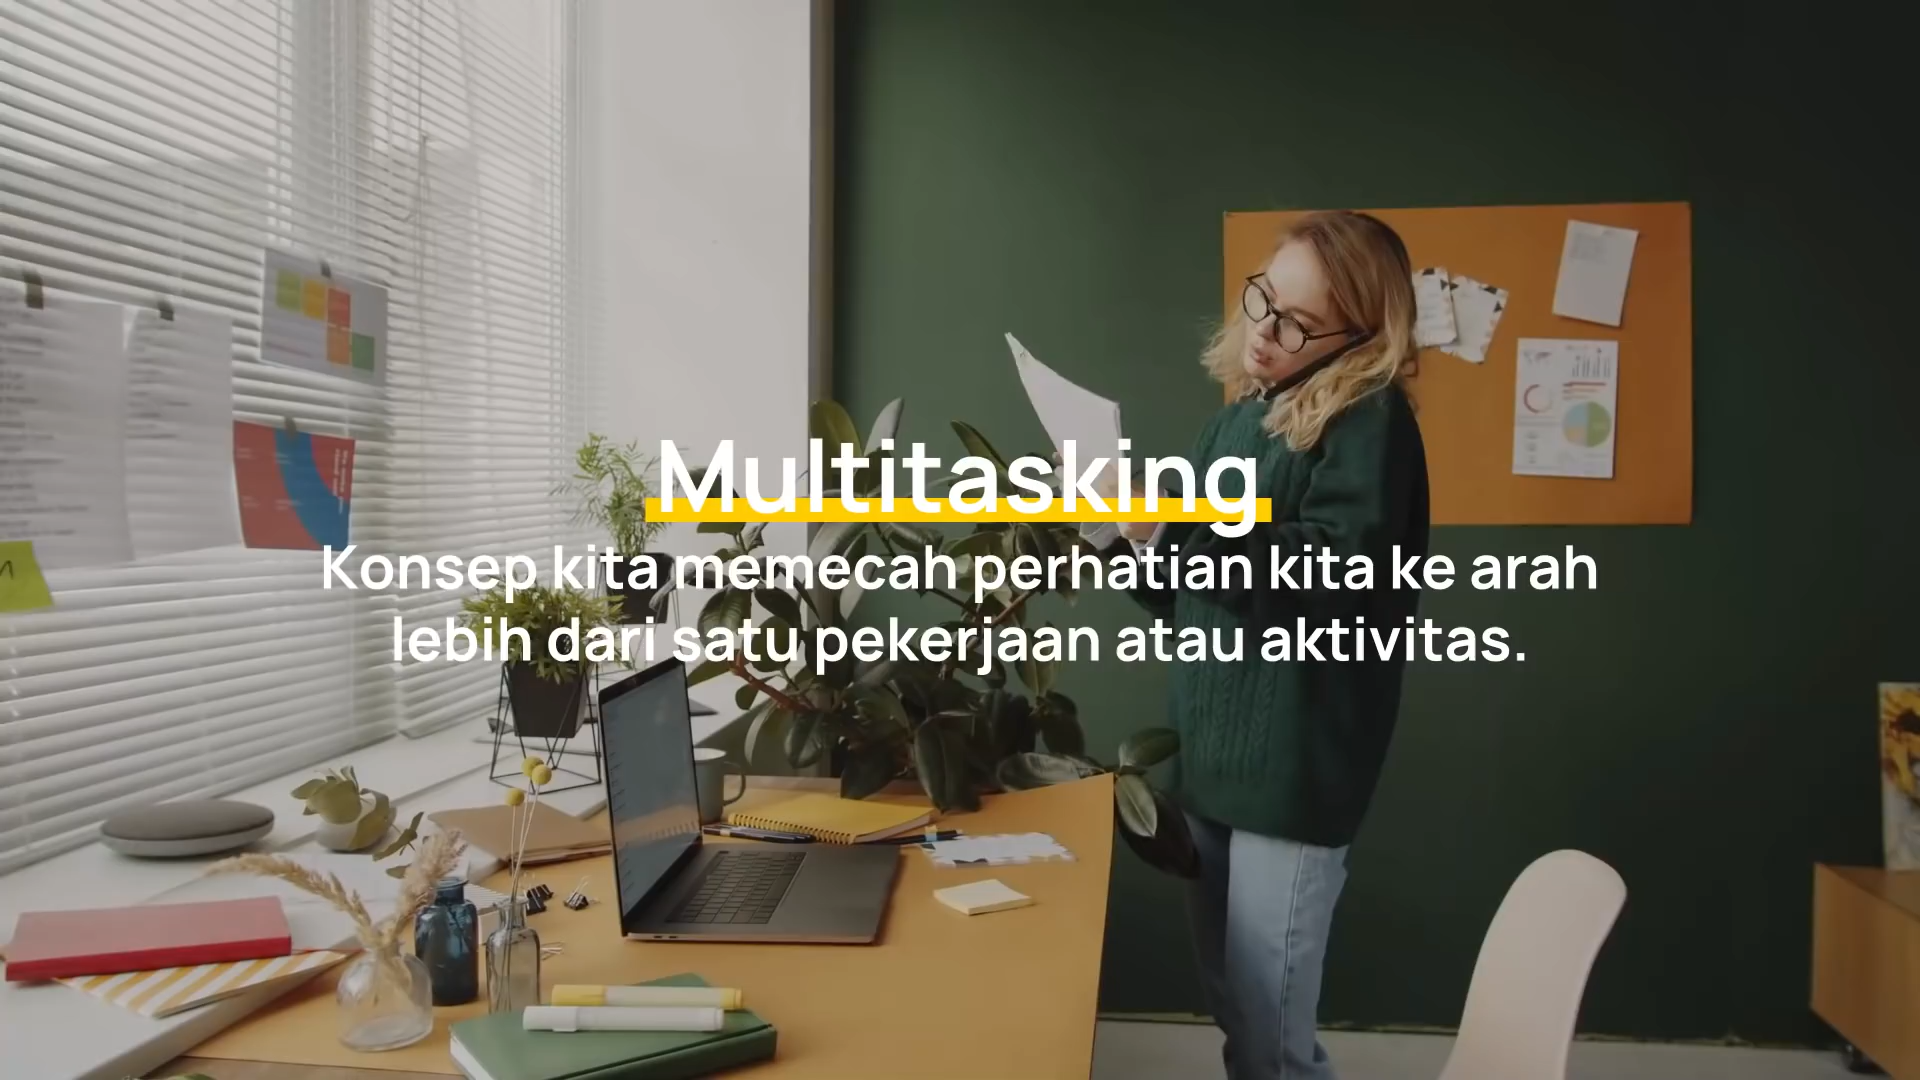 Multitasking
Konsep kita memecah perhatian kita ke arah
lebih dari satu pekerjaan atau aktivitas.